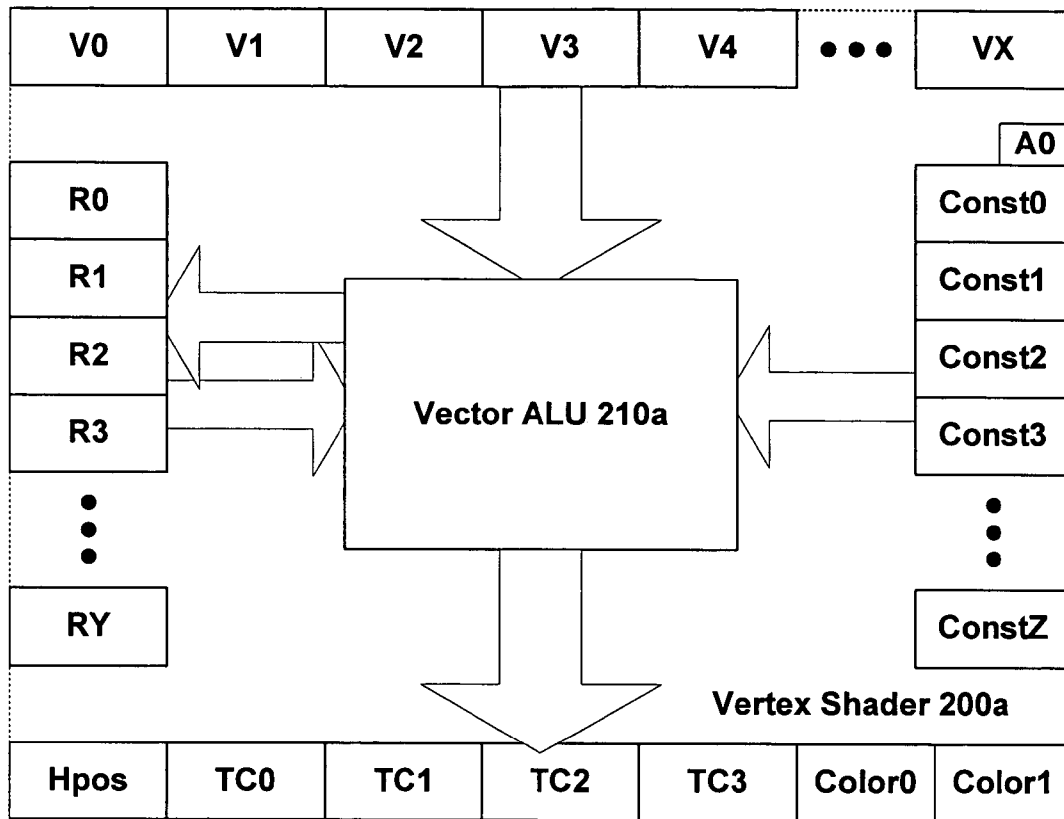 V0 V1 V2 V3 V4 VX
A0
R0 Const0
R1 Const1
R2 Const2
R3 Const3
Vector ALU 210a
RY ConstZ
Vertex Shader 200a
Hpos TC0 TC1 TC2 TC3 Color0 Color1